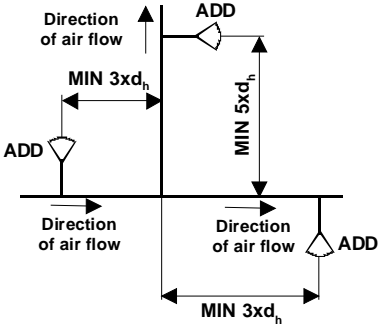 Direction
of air flow
ADD
MIN 3xdh
MIN 5xdh
ADD
Direction
of air flow
Direction
of air flow
ADD
MIN 3xdh